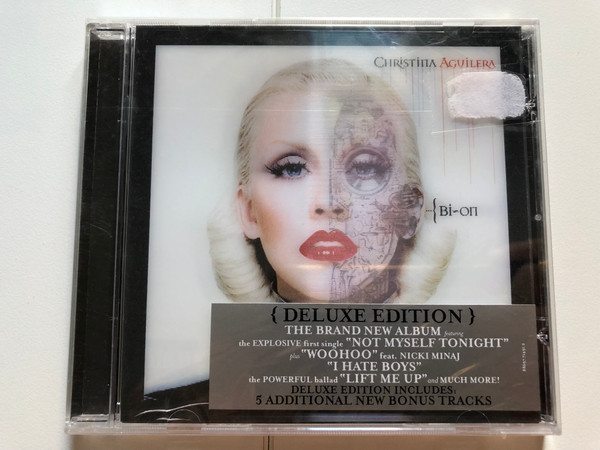 Christina Aguilera
{Bi-on
{ DELUXE EDITION }
THE BRAND NEW ALBUM featuring
the EXPLOSIVE first single "NOT MYSELF TONIGHT"
plus "WOOHOO" feat. NICKI MINAJ
"I HATE BOYS"
the POWERFUL ballad "LIFT ME UP" and MUCH MORE!
DELUXE EDITION INCLUDES:
5 ADDITIONAL NEW BONUS TRACKS